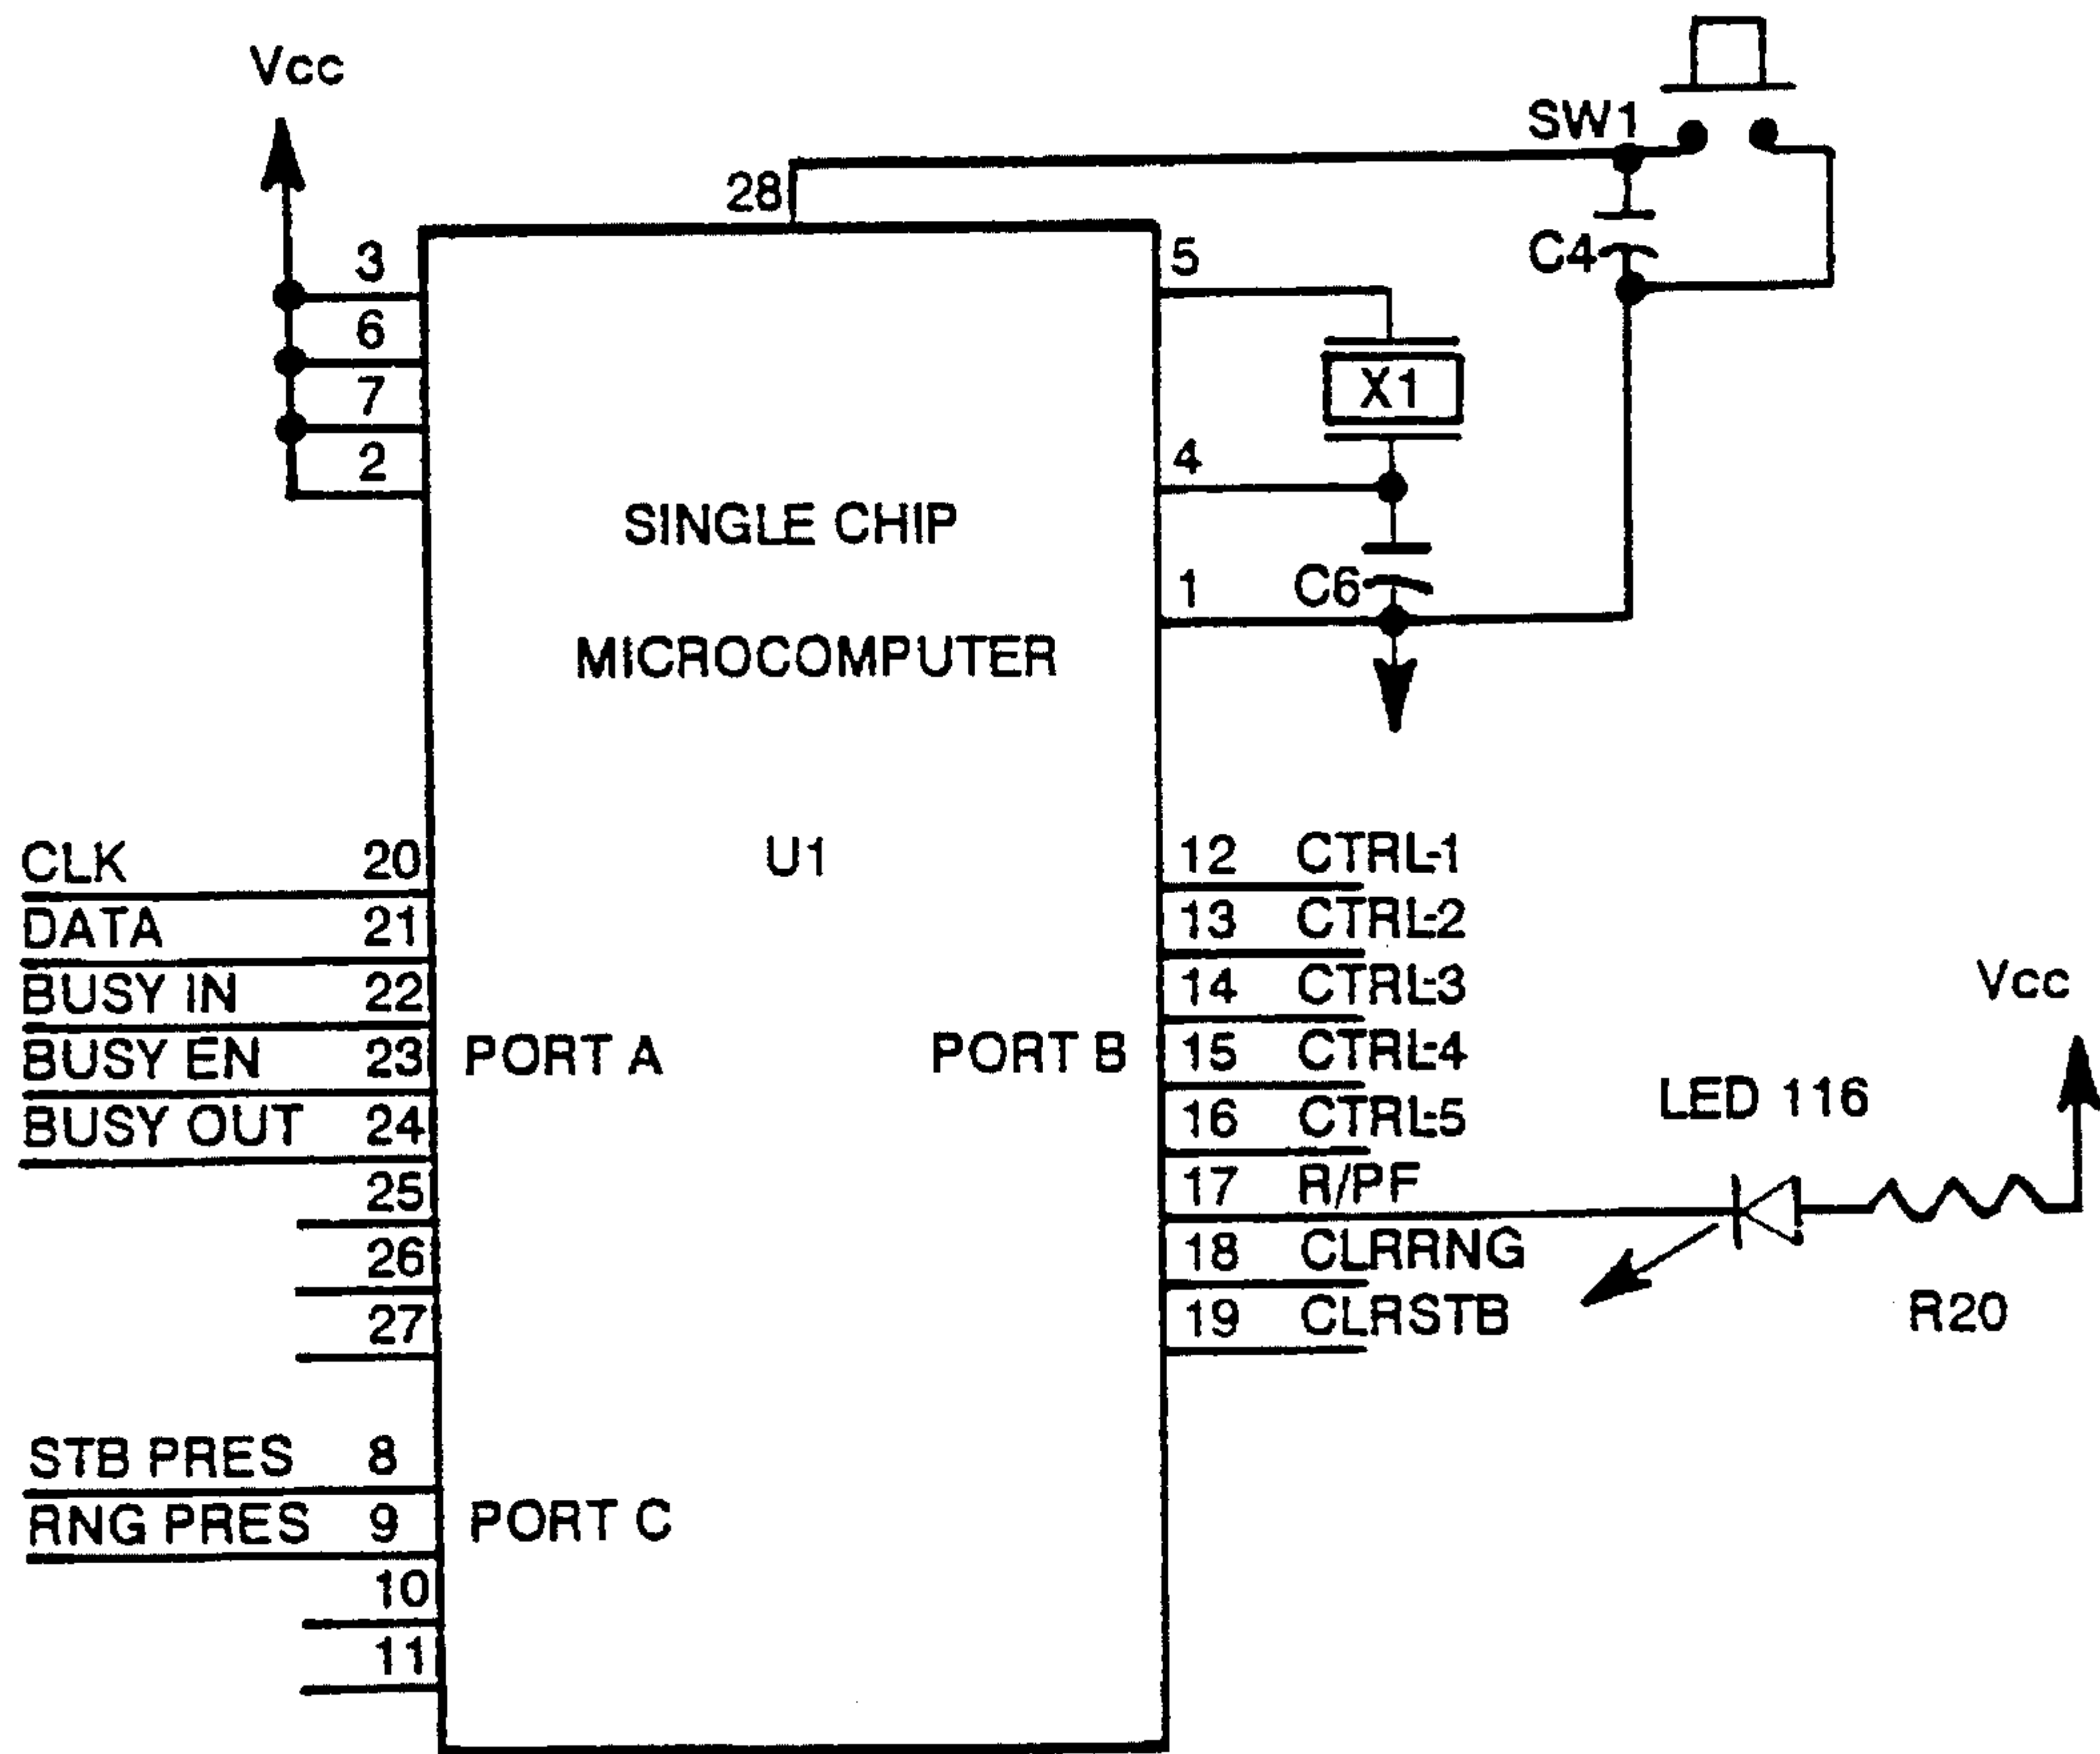 Vcc
SW1
28
3
5
C4
6
X1
7
2
4
SINGLE CHIP
1
C6
MICROCOMPUTER
CLK 20
U1
12 CTRL-1
DATA 21
13 CTRL-2
BUSY IN 22
14 CTRL-3
Vcc
BUSY EN 23
PORT A
PORT B
15 CTRL-4
LED 116
BUSY OUT 24
16 CTRL-5
25
17 R/PF
26
18 CLRRNG
27
19 CLRSTB
R20
STB PRES 8
RNG PRES 9
PORT C
10
11